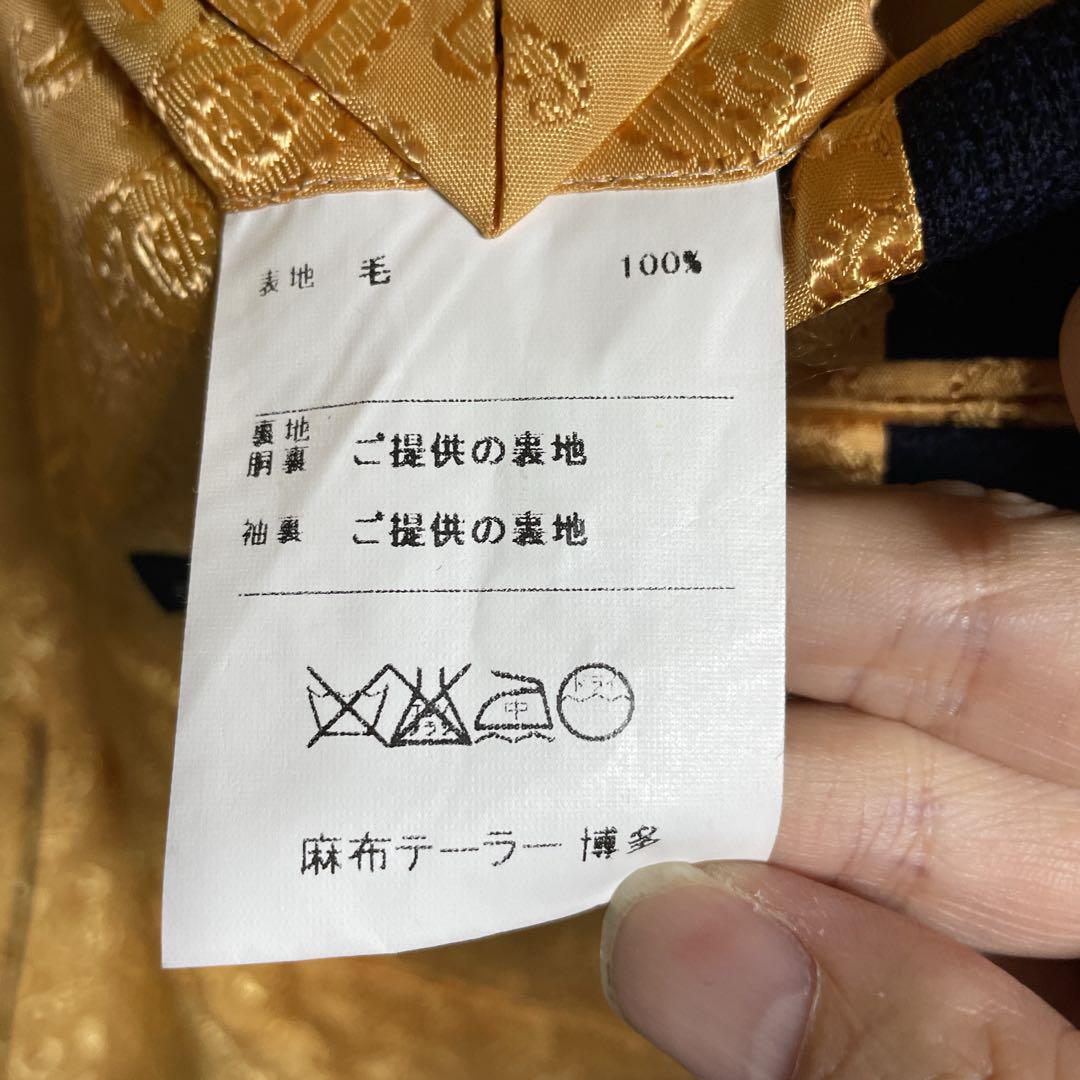 表地 毛 100%
裏地
胴裏 ご提供の裏地
袖裏 ご提供の裏地
中 ドライ
麻布テーラー 博多